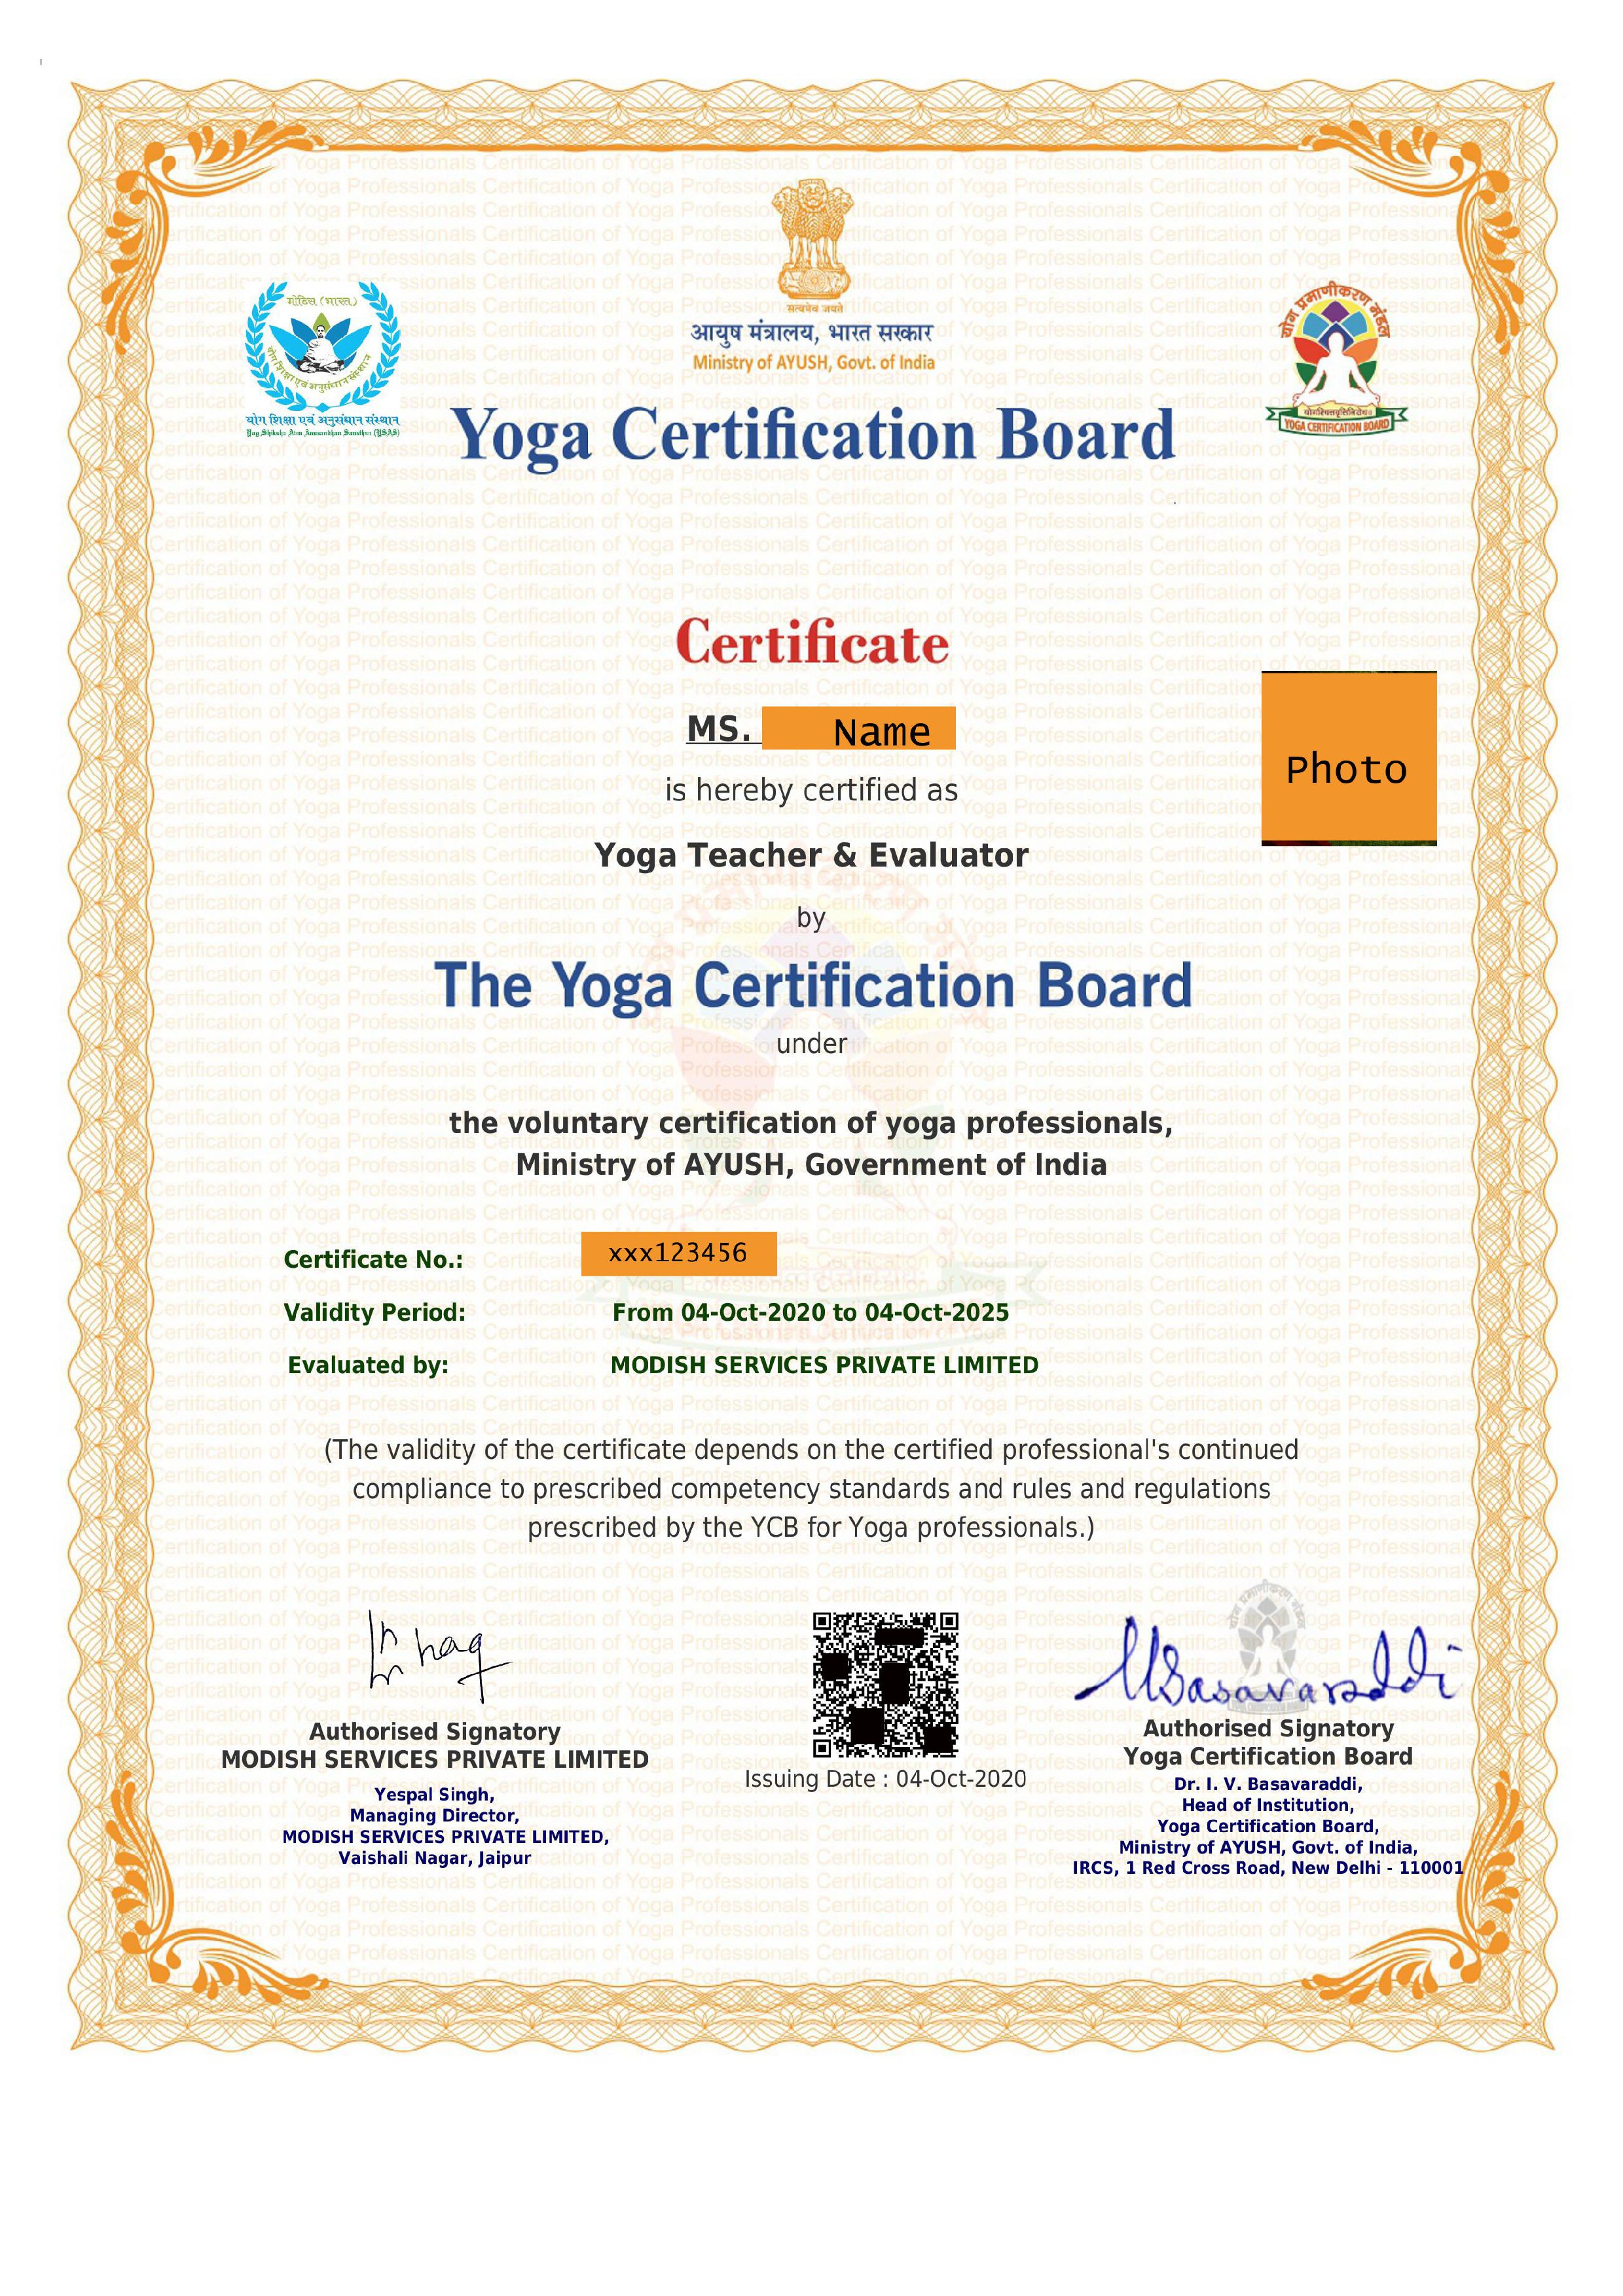 मोडिस (भारत)
योग शिक्षा एवं अनुसंधान संस्थान
योग शिक्षा एवं अनुसंधान संस्थान
Yog Shiksha Avm Anusandhan Sansthan (YSAS)
सत्यमेव जयते
आयुष मंत्रालय, भारत सरकार
Ministry of AYUSH, Govt. of India
योग प्रमाणीकरण मंडल
योगश्चित्तवृत्तिनिरोधः
YOGA CERTIFICATION BOARD
Yoga Certification Board
Certificate
MS. Name
Photo
is hereby certified as
Yoga Teacher & Evaluator
by
The Yoga Certification Board
under
the voluntary certification of yoga professionals,
Ministry of AYUSH, Government of India
Certificate No.: xxx123456
Validity Period: From 04-Oct-2020 to 04-Oct-2025
Evaluated by: MODISH SERVICES PRIVATE LIMITED
(The validity of the certificate depends on the certified professional's continued
compliance to prescribed competency standards and rules and regulations
prescribed by the YCB for Yoga professionals.)
Authorised Signatory
MODISH SERVICES PRIVATE LIMITED
Yespal Singh,
Managing Director,
MODISH SERVICES PRIVATE LIMITED,
Vaishali Nagar, Jaipur
Issuing Date : 04-Oct-2020
Authorised Signatory
Yoga Certification Board
Dr. I. V. Basavaraddi,
Head of Institution,
Yoga Certification Board,
Ministry of AYUSH, Govt. of India,
IRCS, 1 Red Cross Road, New Delhi - 110001